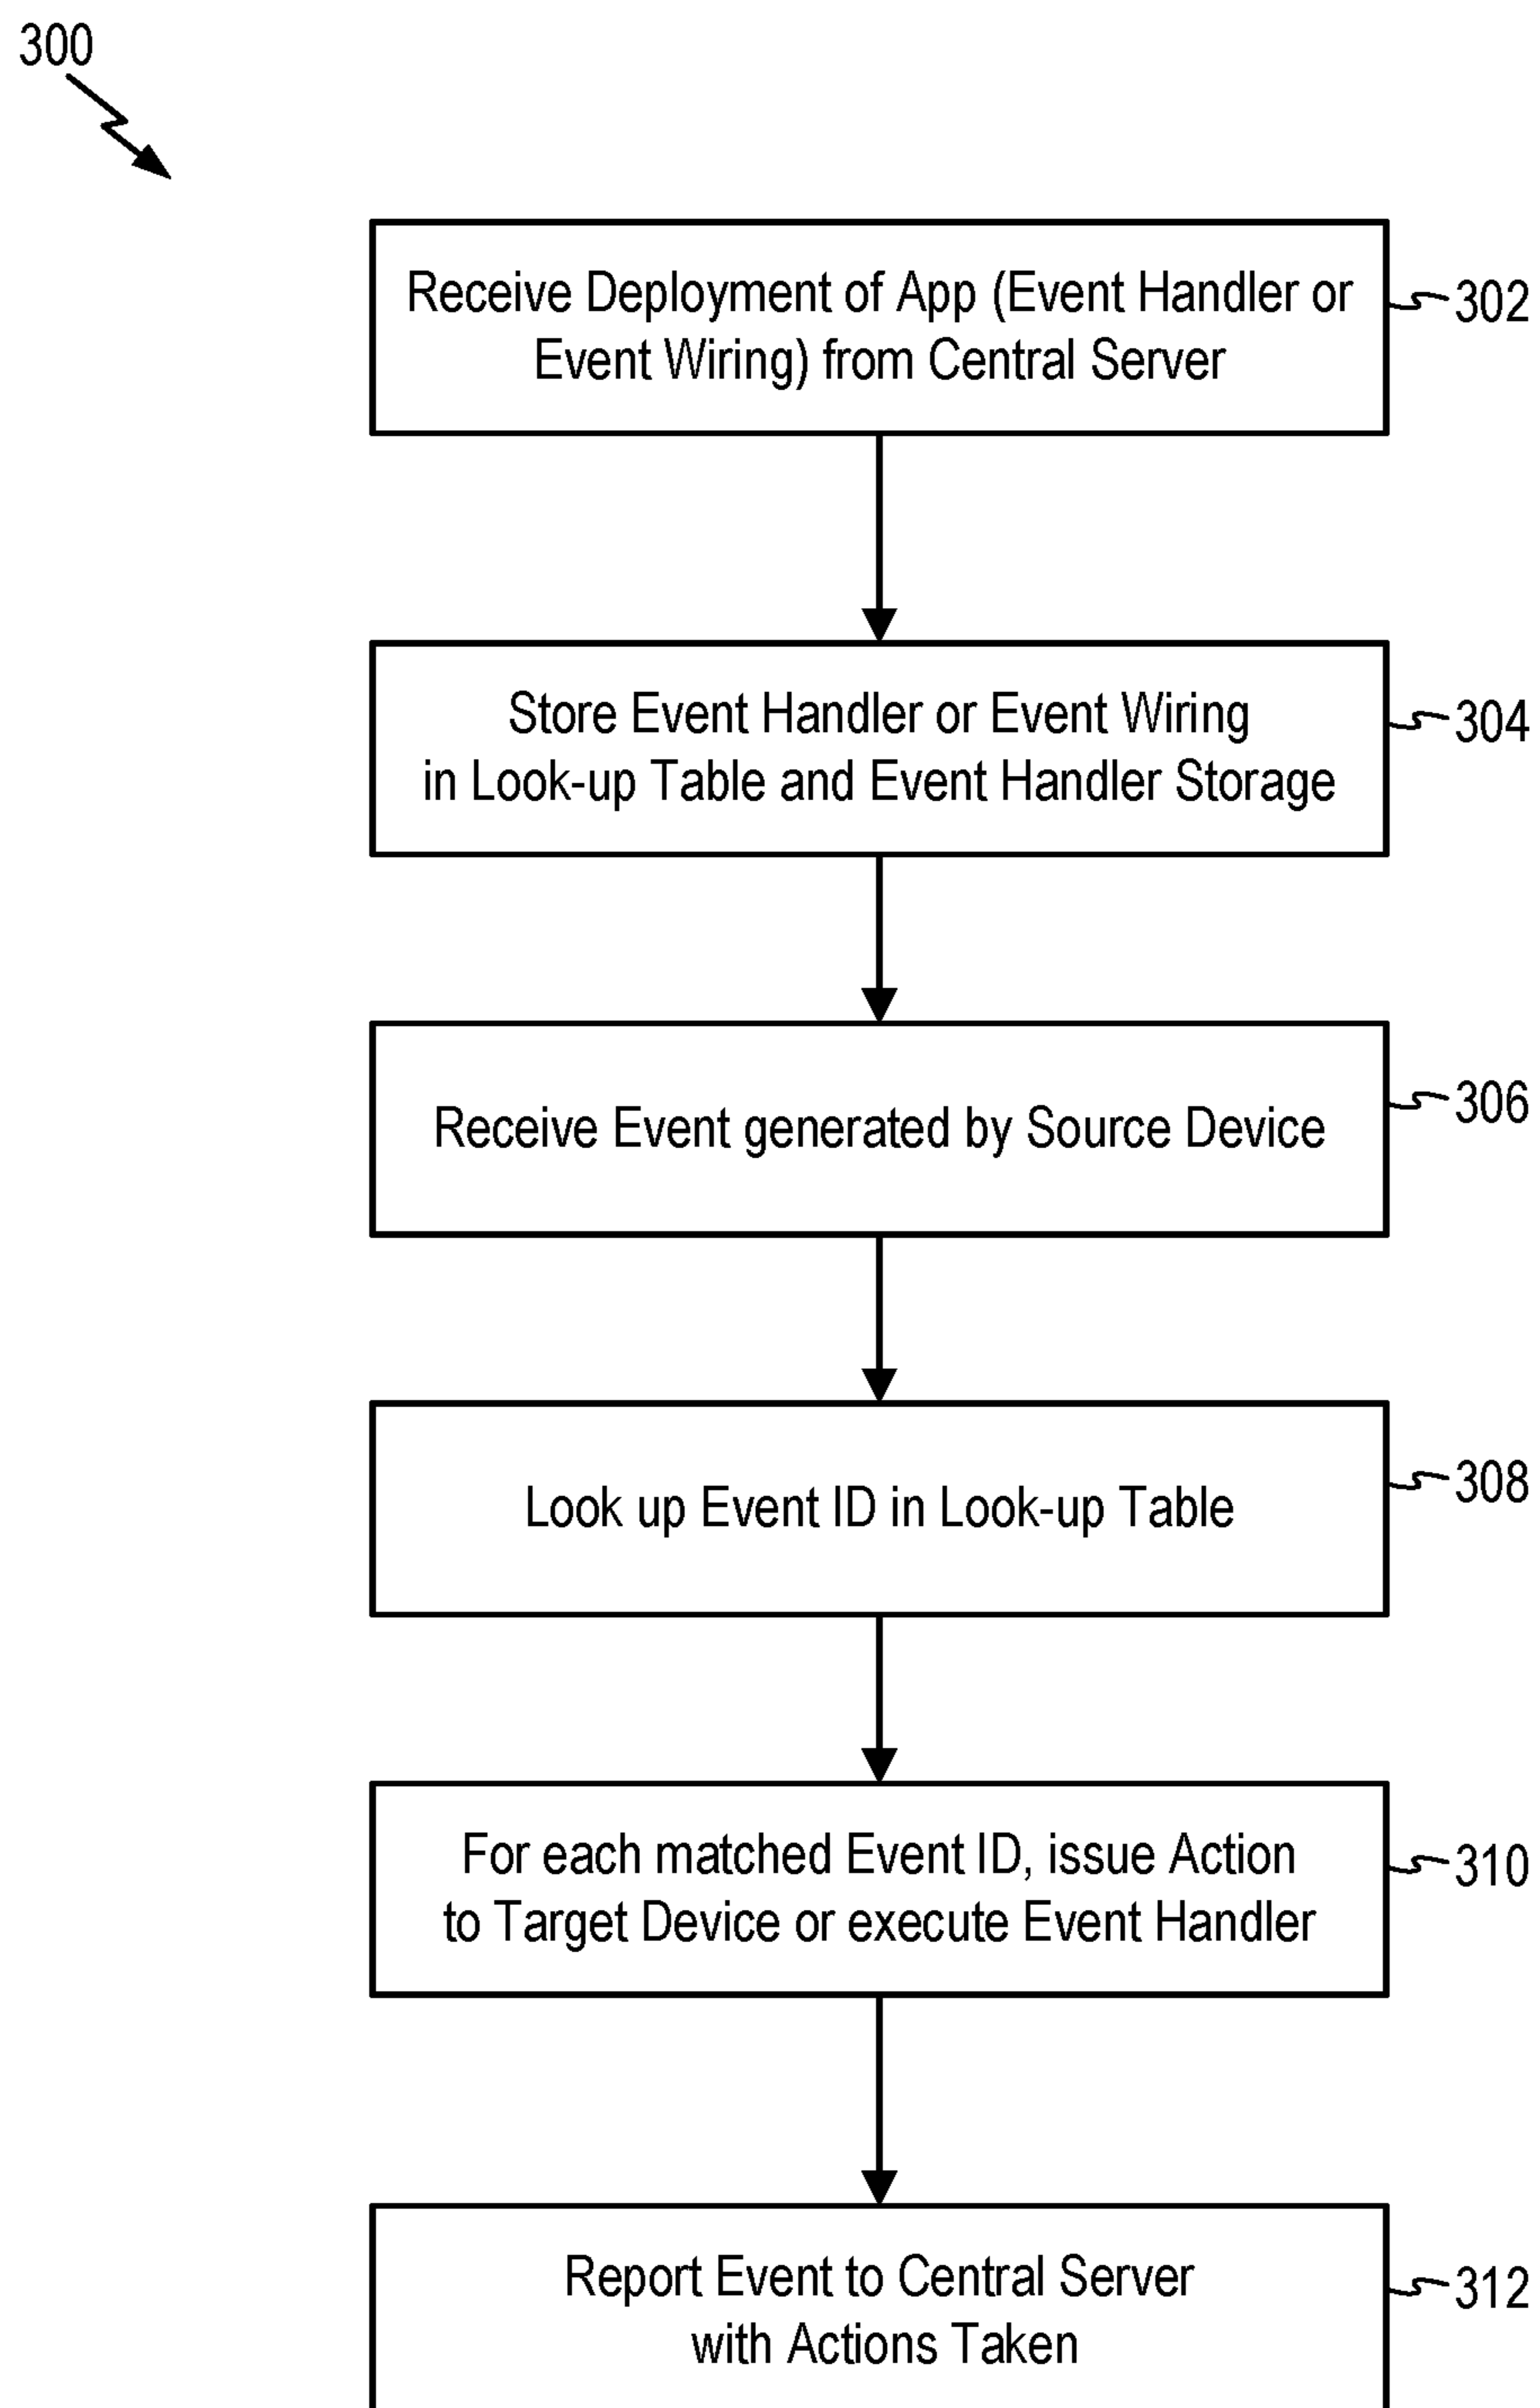 300
Receive Deployment of App (Event Handler or
Event Wiring) from Central Server
302
Store Event Handler or Event Wiring
in Look-up Table and Event Handler Storage
304
Receive Event generated by Source Device
306
Look up Event ID in Look-up Table
308
For each matched Event ID, issue Action
to Target Device or execute Event Handler
310
Report Event to Central Server
with Actions Taken
312